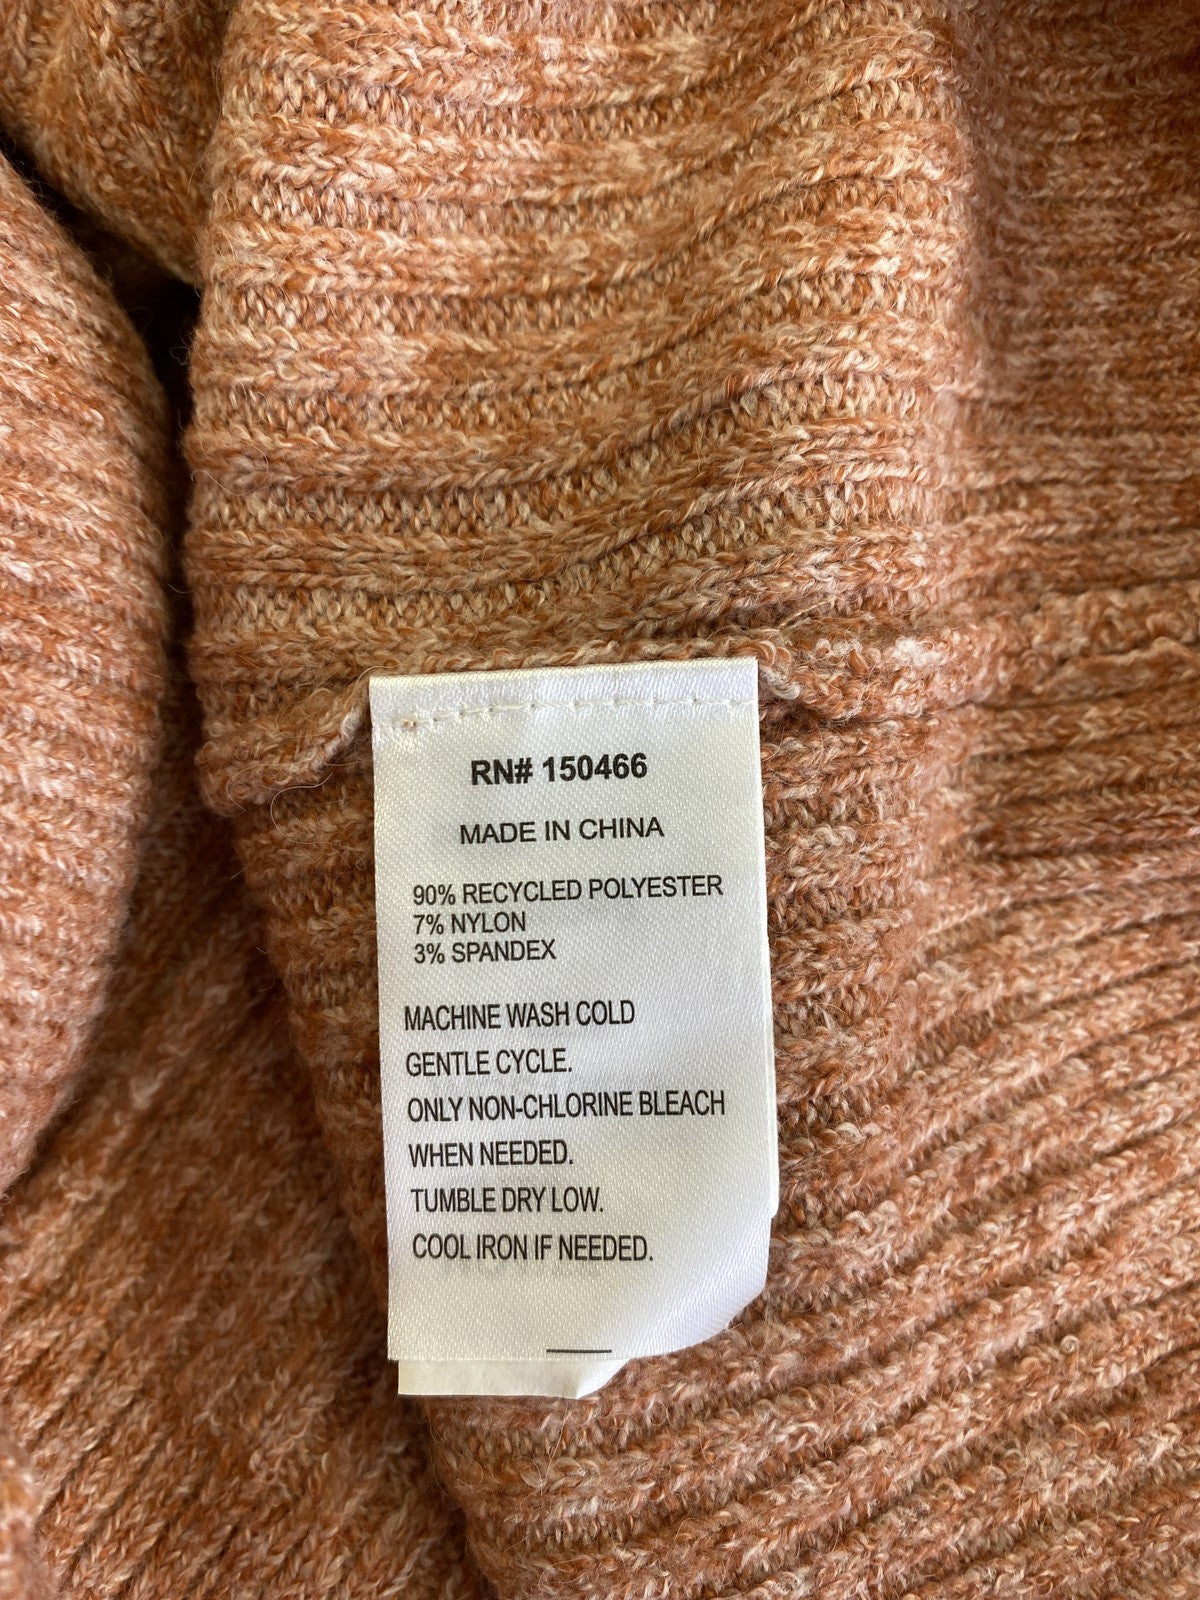 RN# 150466
MADE IN CHINA
90% RECYCLED POLYESTER
7% NYLON
3% SPANDEX
MACHINE WASH COLD
GENTLE CYCLE.
ONLY NON-CHLORINE BLEACH
WHEN NEEDED.
TUMBLE DRY LOW.
COOL IRON IF NEEDED.